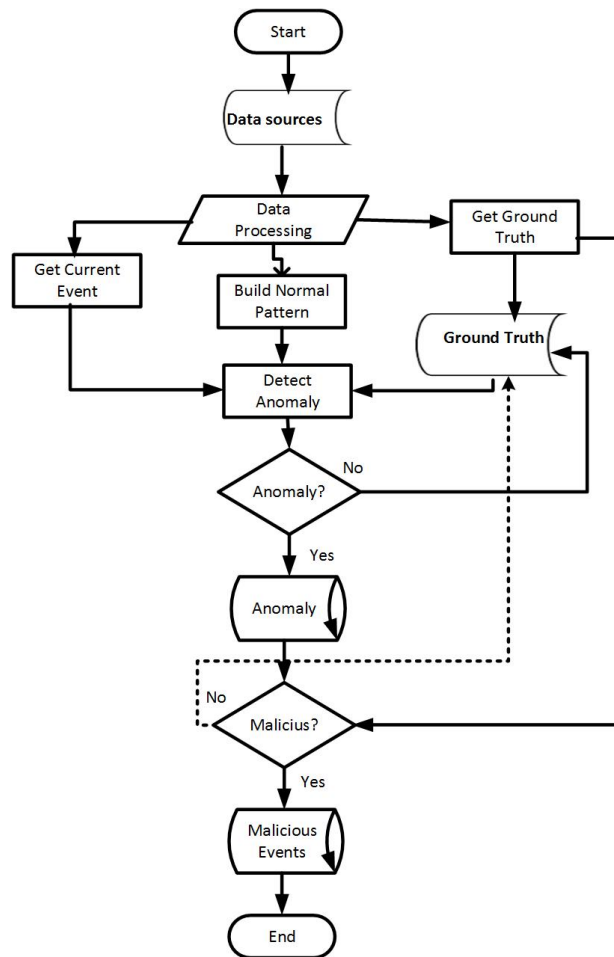 Start
Data sources
Data
Processing
Get Ground
Truth
Get Current
Event
Build Normal
Pattern
Ground Truth
Detect
Anomaly
No
Anomaly?
Yes
Anomaly
No
Malicius?
Yes
Malicious
Events
End